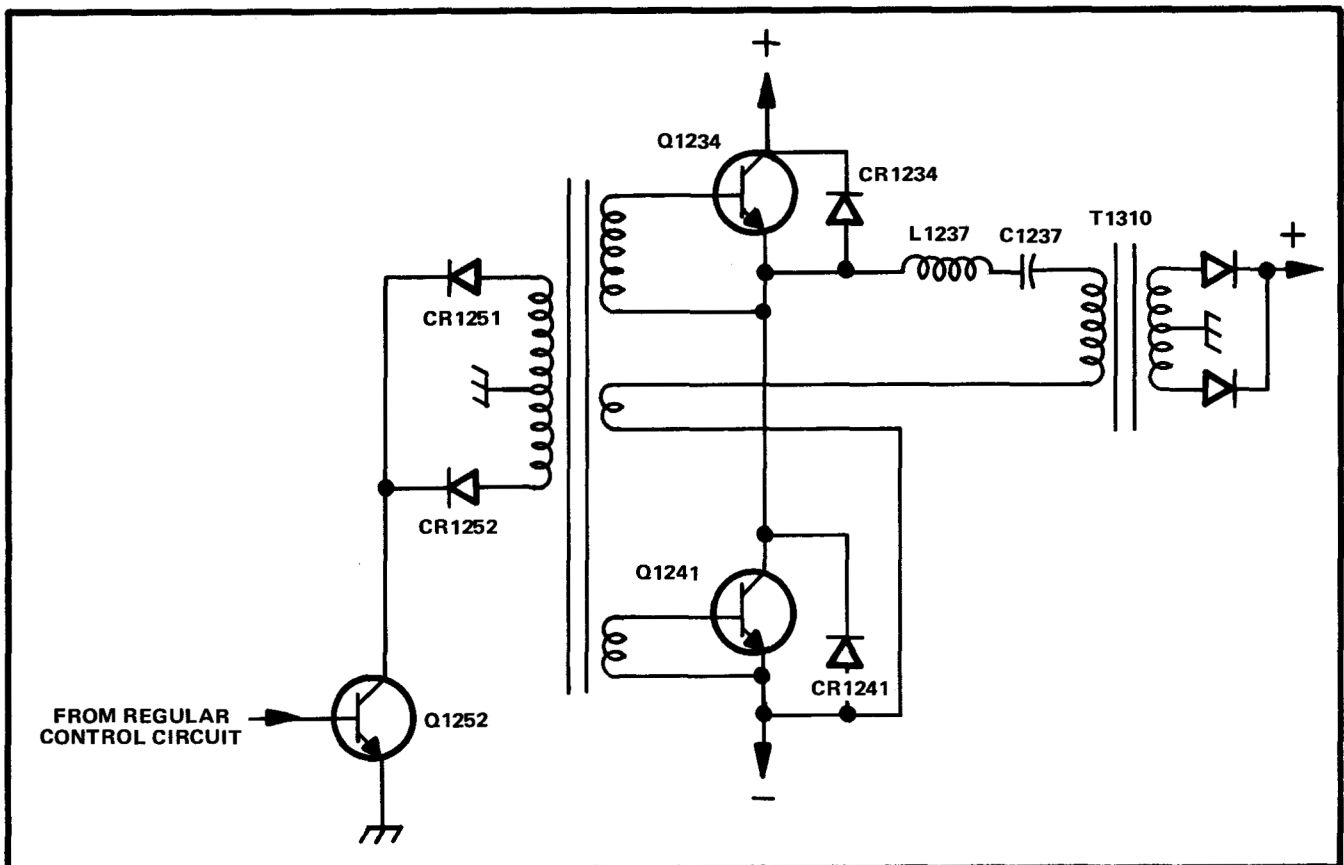 +
Q1234
CR1234
L1237
C1237
T1310
+
CR1251
CR1252
Q1241
CR1241
FROM REGULAR
CONTROL CIRCUIT
Q1252
−